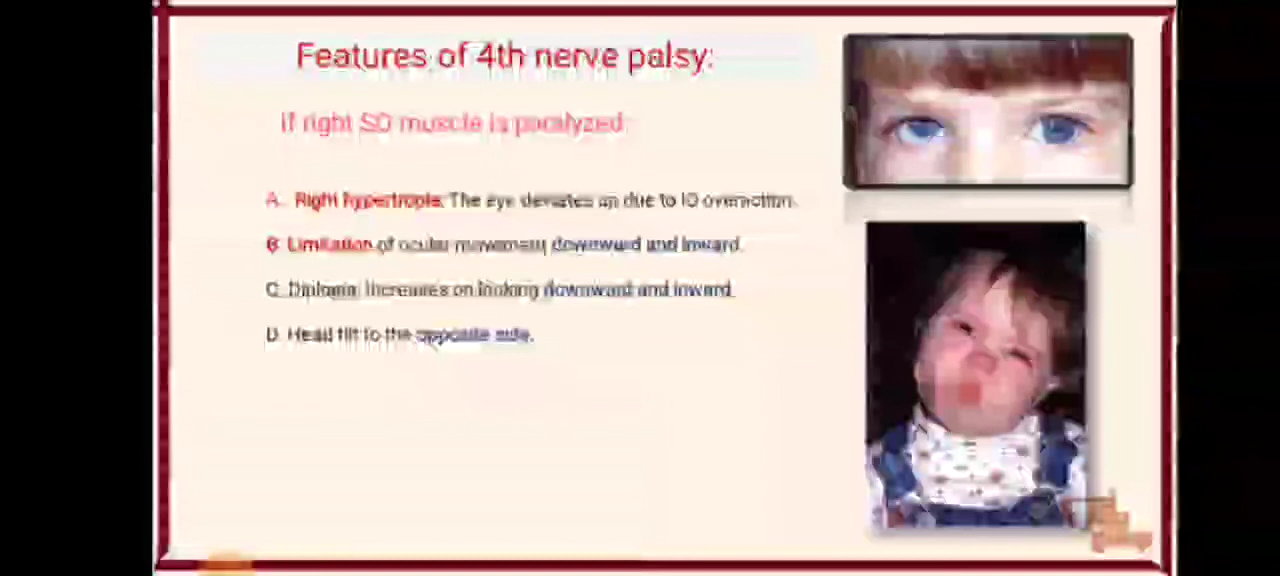 Features of 4th nerve palsy:
If right SO muscle is paralyzed:
A. Right hypertropia: The eye deviates up due to IO overaction.
B. Limitation of ocular movement downward and inward.
C. Diplopia: Increases on looking downward and inward.
D. Head tilt to the opposite side.